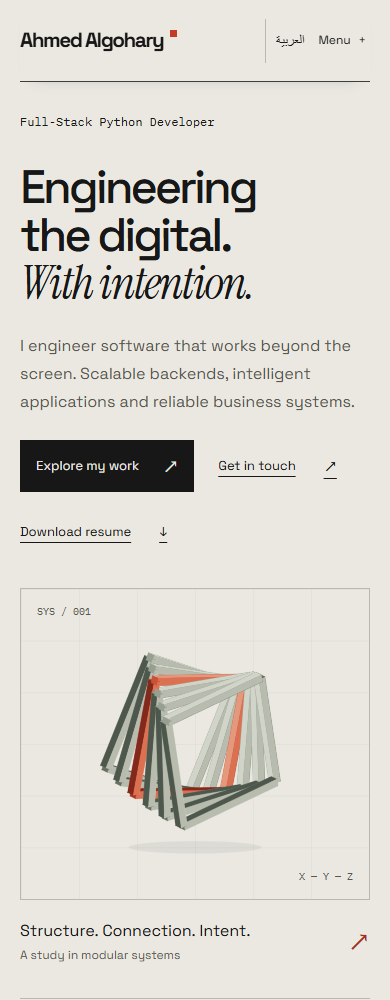 Ahmed Algohary
العربية
Menu +
Full-Stack Python Developer
Engineering
the digital.
With intention.
I engineer software that works beyond the
screen. Scalable backends, intelligent
applications and reliable business systems.
Explore my work ↗
Get in touch ↗
Download resume ↓
SYS / 001
X — Y — Z
Structure. Connection. Intent.
A study in modular systems
↗